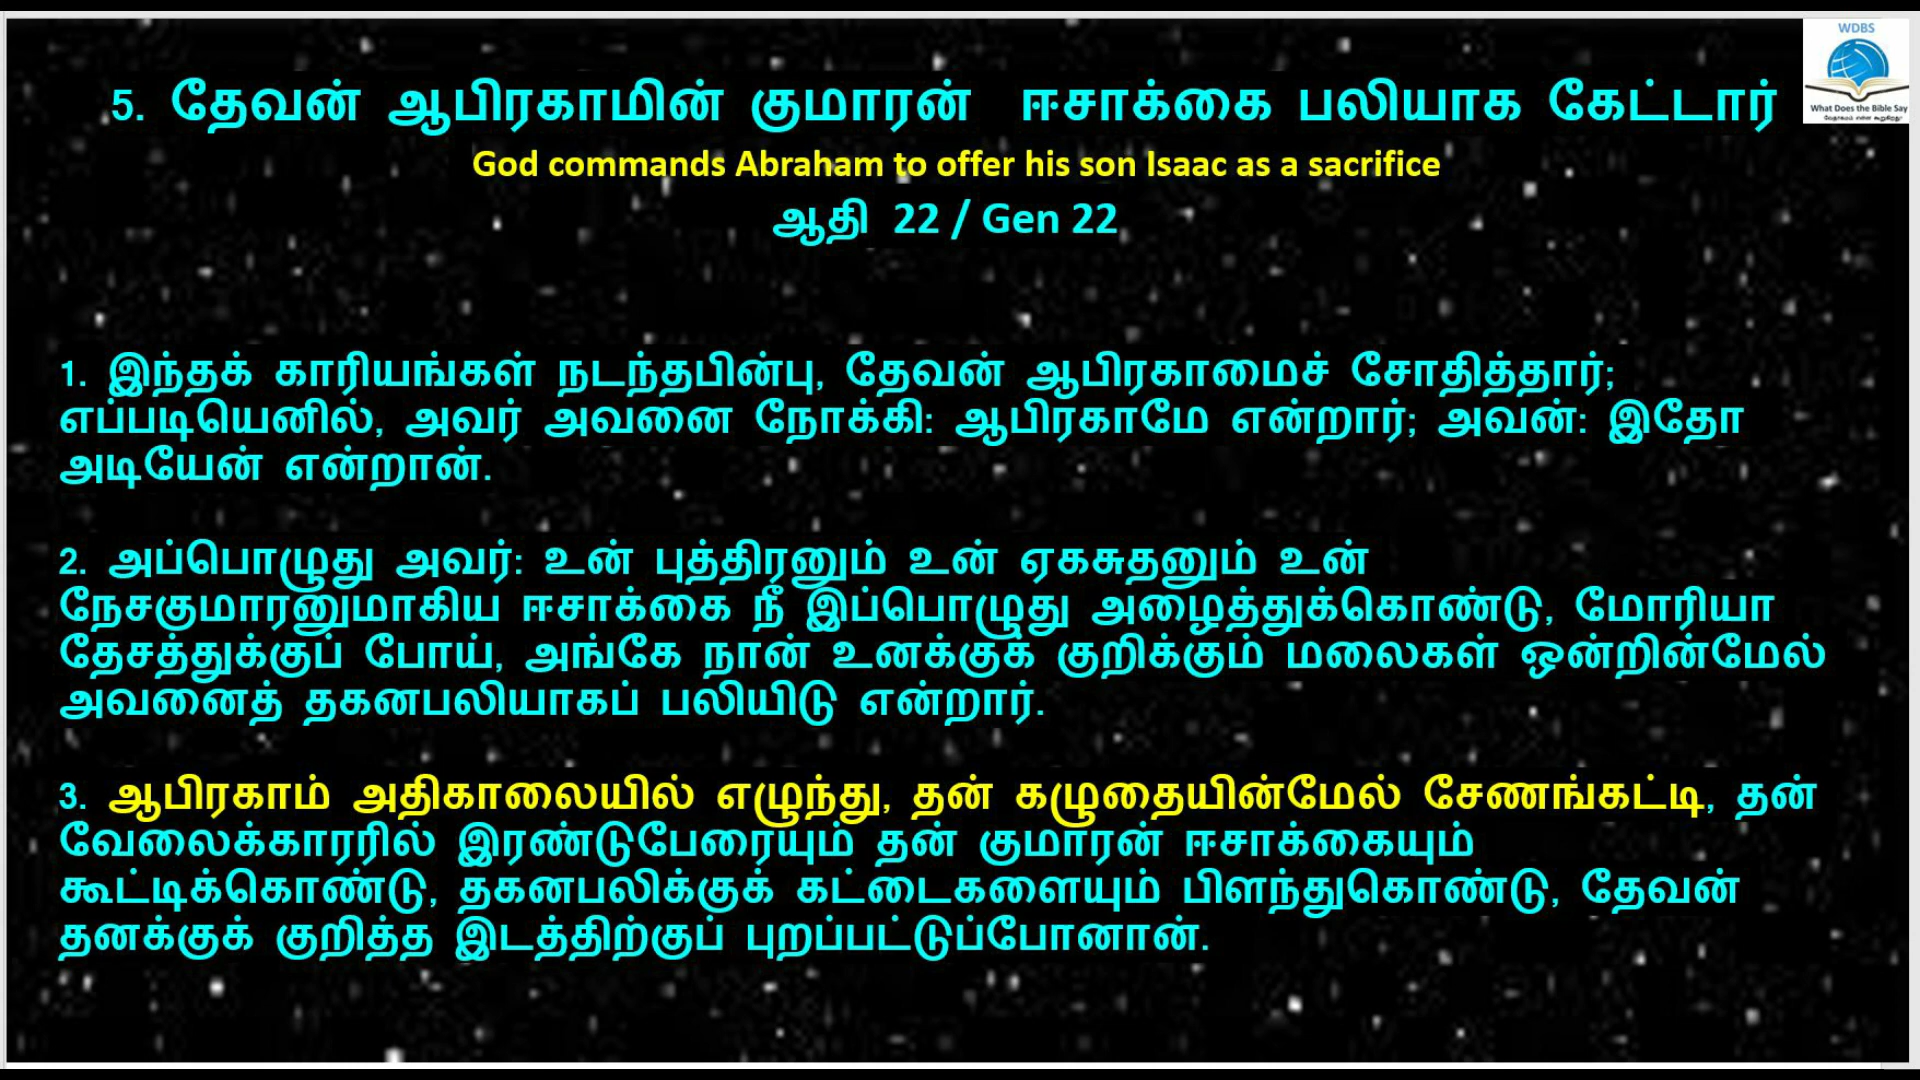 WDBS
What Does the Bible Say
வேதாகமம் என்ன கூறுகிறது?
5. தேவன் ஆபிரகாமின் குமாரன் ஈசாக்கை பலியாக கேட்டார்
God commands Abraham to offer his son Isaac as a sacrifice
ஆதி 22 / Gen 22
1. இந்தக் காரியங்கள் நடந்தபின்பு, தேவன் ஆபிரகாமைச் சோதித்தார்;
எப்படியெனில், அவர் அவனை நோக்கி: ஆபிரகாமே என்றார்; அவன்: இதோ
அடியேன் என்றான்.
2. அப்பொழுது அவர்: உன் புத்திரனும் உன் ஏகசுதனும் உன்
நேசகுமாரனுமாகிய ஈசாக்கை நீ இப்பொழுது அழைத்துக்கொண்டு, மோரியா
தேசத்துக்குப் போய், அங்கே நான் உனக்குக் குறிக்கும் மலைகள் ஒன்றின்மேல்
அவனைத் தகனபலியாகப் பலியிடு என்றார்.
3. ஆபிரகாம் அதிகாலையில் எழுந்து, தன் கழுதையின்மேல் சேணங்கட்டி, தன்
வேலைக்காரரில் இரண்டுபேரையும் தன் குமாரன் ஈசாக்கையும்
கூட்டிக்கொண்டு, தகனபலிக்குக் கட்டைகளையும் பிளந்துகொண்டு, தேவன்
தனக்குக் குறித்த இடத்திற்குப் புறப்பட்டுப்போனான்.